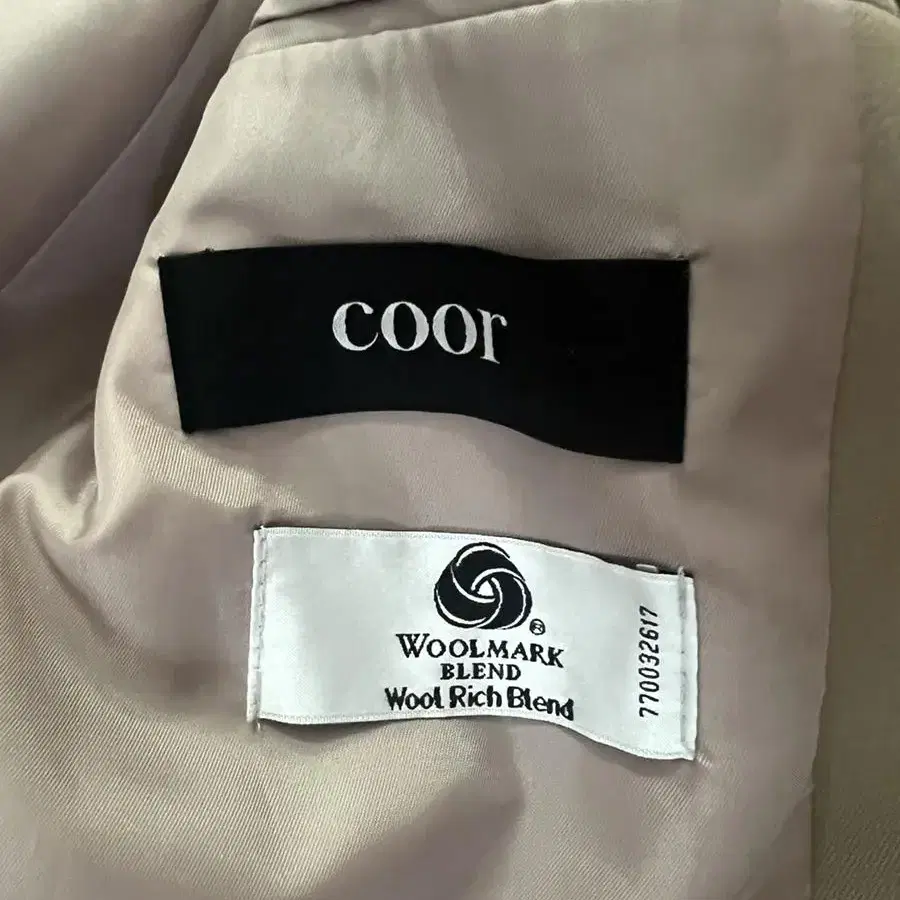 coor
®
WOOLMARK
BLEND
Wool Rich Blend
770032617